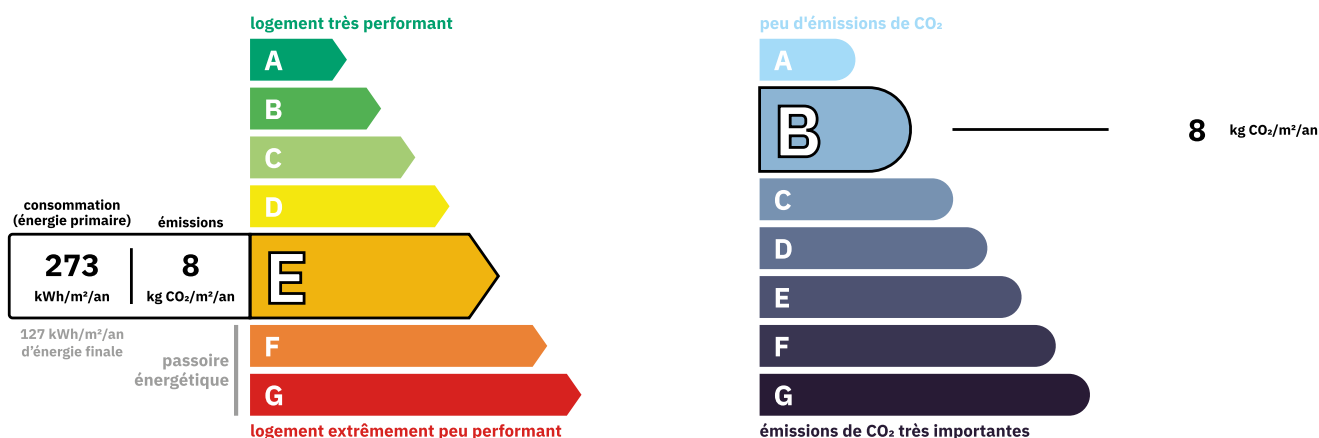 logement très performant
A
B
C
D
consommation
(énergie primaire)
émissions
273
kWh/m²/an
8
kg CO₂/m²/an
E
127 kWh/m²/an
d'énergie finale
passoire
énergétique
F
G
logement extrêmement peu performant
peu d'émissions de CO₂
A
B
8 kg CO₂/m²/an
C
D
E
F
G
émissions de CO₂ très importantes